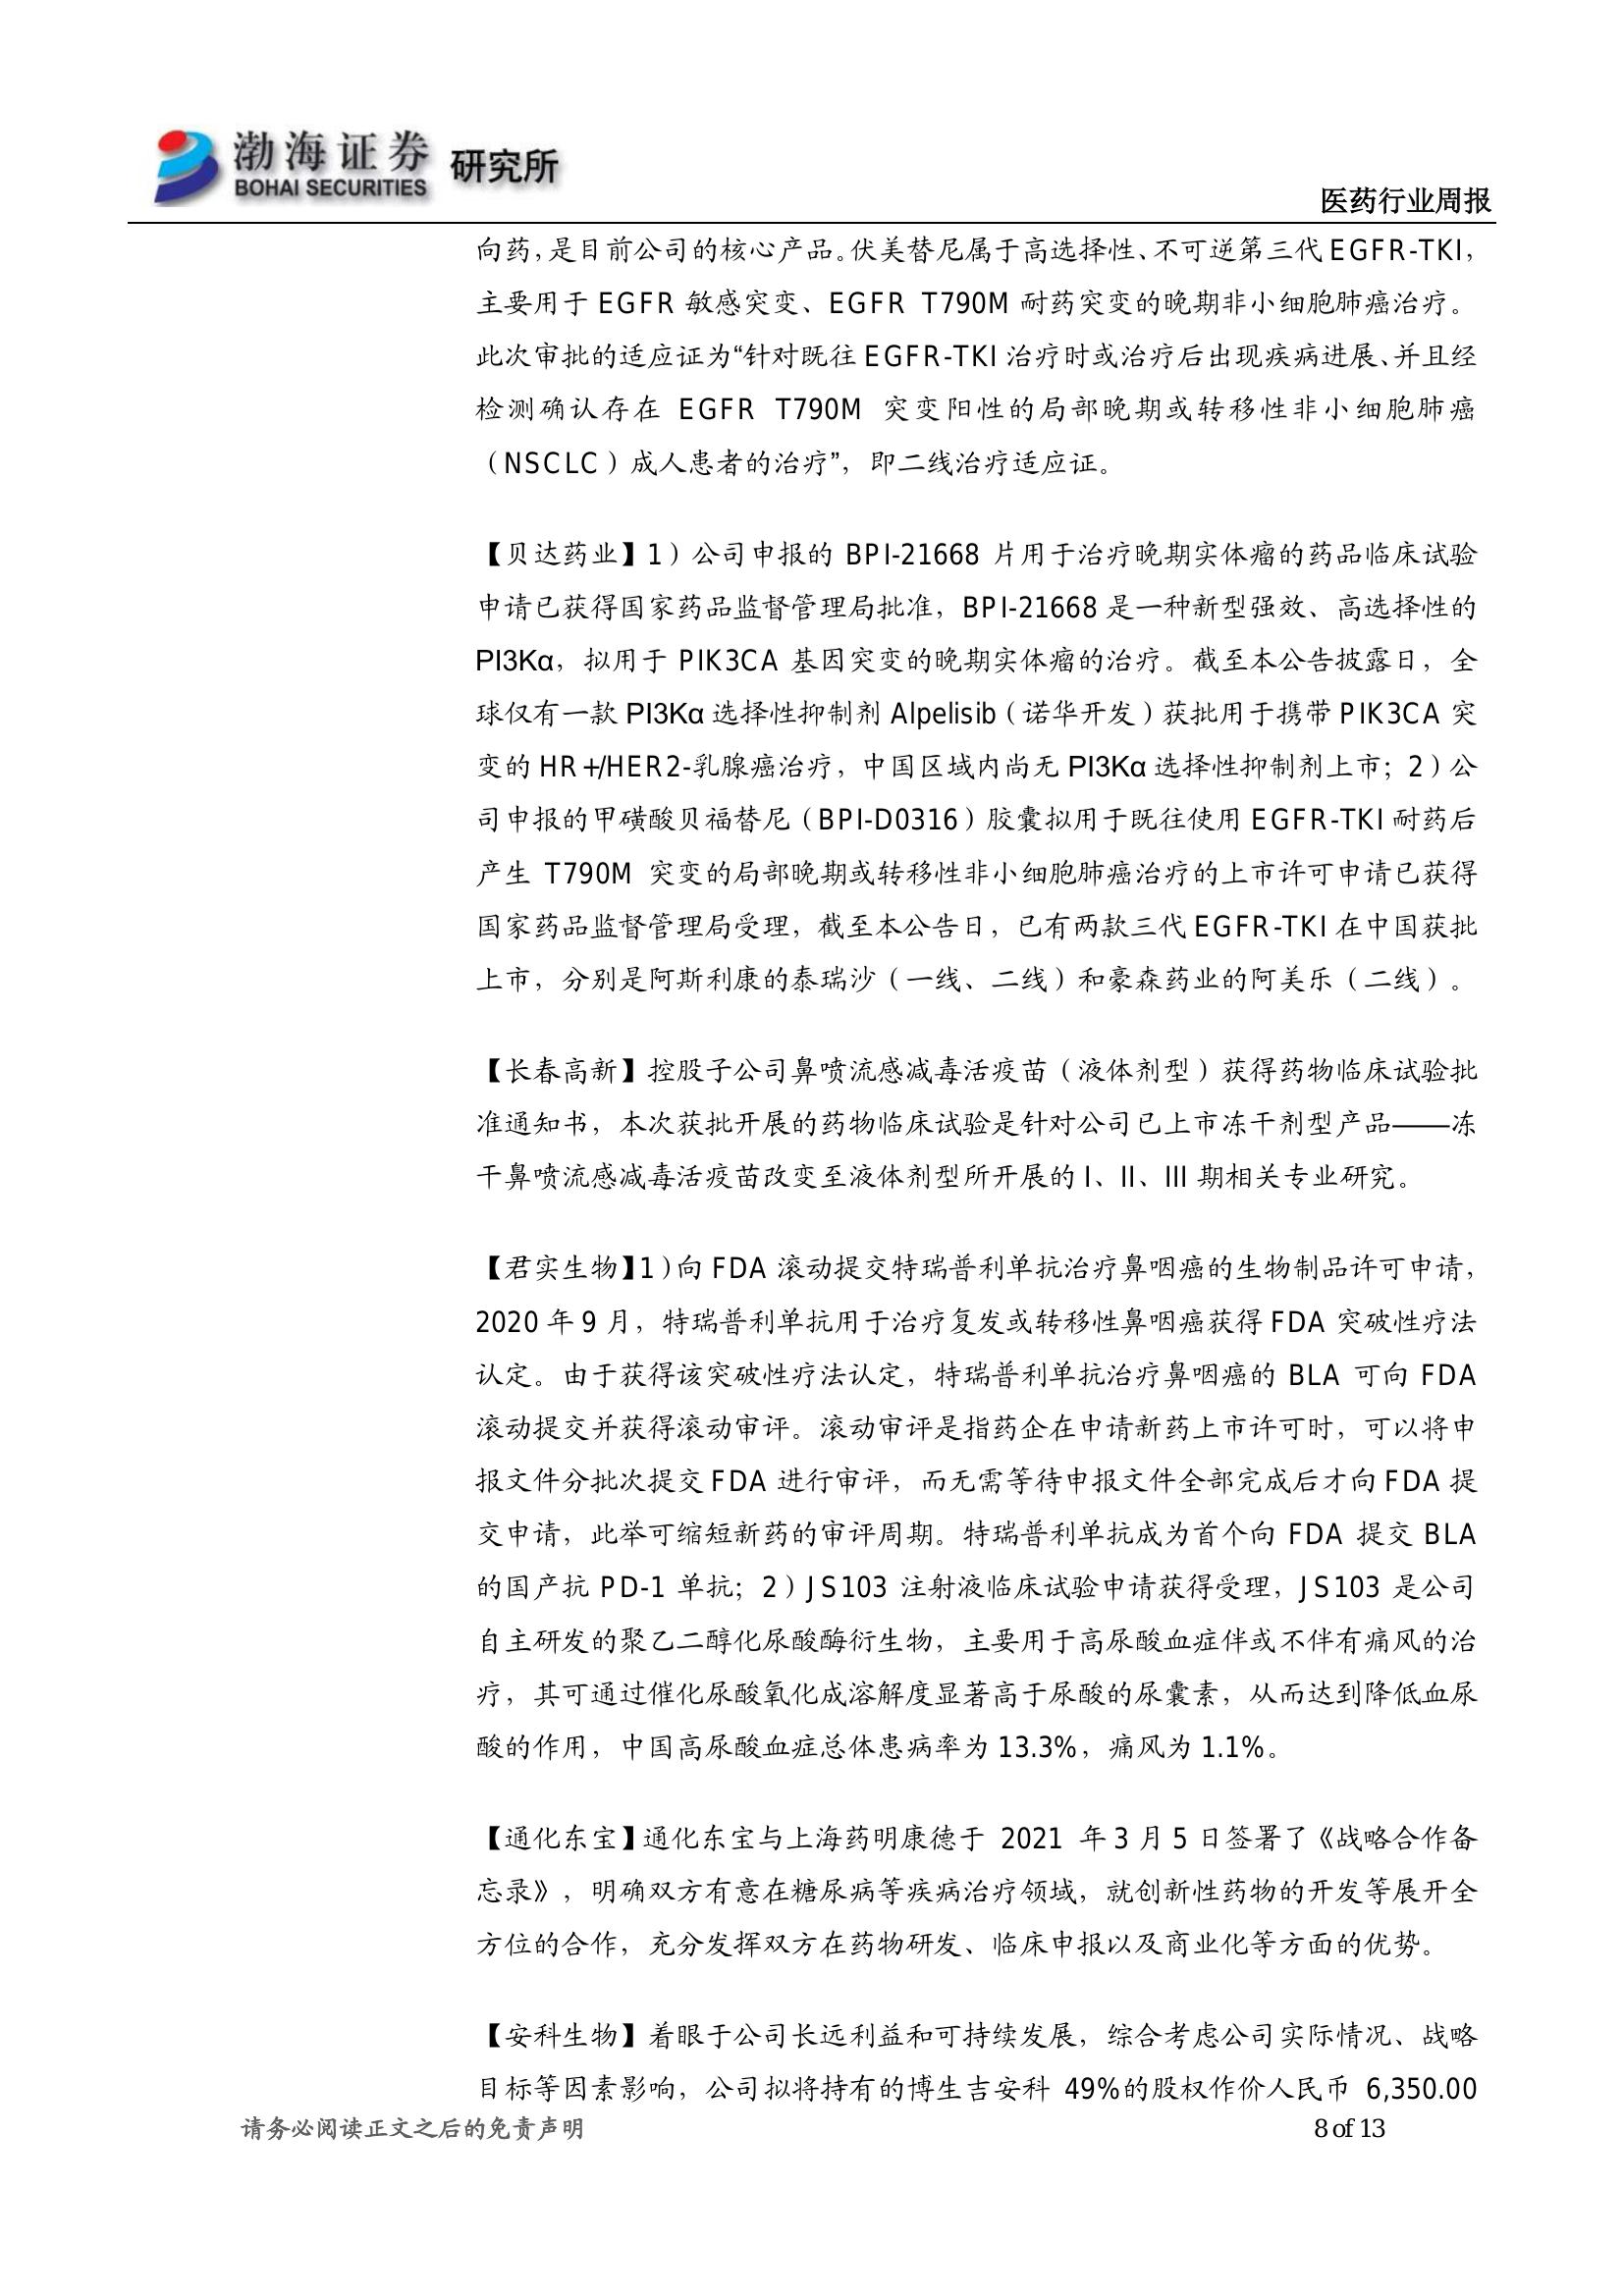 渤海证券 研究所
BOHAI SECURITIES
医药行业周报
向药，是目前公司的核心产品。伏美替尼属于高选择性、不可逆第三代 EGFR-TKI，
主要用于 EGFR 敏感突变、EGFR T790M 耐药突变的晚期非小细胞肺癌治疗。
此次审批的适应证为“针对既往 EGFR-TKI 治疗时或治疗后出现疾病进展、并且经
检测确认存在 EGFR T790M 突变阳性的局部晚期或转移性非小细胞肺癌
（NSCLC）成人患者的治疗”，即二线治疗适应证。
【贝达药业】1）公司申报的 BPI-21668 片用于治疗晚期实体瘤的药品临床试验
申请已获得国家药品监督管理局批准，BPI-21668 是一种新型强效、高选择性的
PI3Kα，拟用于 PIK3CA 基因突变的晚期实体瘤的治疗。截至本公告披露日，全
球仅有一款 PI3Kα 选择性抑制剂 Alpelisib（诺华开发）获批用于携带 PIK3CA 突
变的 HR+/HER2-乳腺癌治疗，中国区域内尚无 PI3Kα 选择性抑制剂上市；2）公
司申报的甲磺酸贝福替尼（BPI-D0316）胶囊拟用于既往使用 EGFR-TKI 耐药后
产生 T790M 突变的局部晚期或转移性非小细胞肺癌治疗的上市许可申请已获得
国家药品监督管理局受理，截至本公告日，已有两款三代 EGFR-TKI 在中国获批
上市，分别是阿斯利康的泰瑞沙（一线、二线）和豪森药业的阿美乐（二线）。
【长春高新】控股子公司鼻喷流感减毒活疫苗（液体剂型）获得药物临床试验批
准通知书，本次获批开展的药物临床试验是针对公司已上市冻干剂型产品——冻
干鼻喷流感减毒活疫苗改变至液体剂型所开展的 I、II、III 期相关专业研究。
【君实生物】1）向 FDA 滚动提交特瑞普利单抗治疗鼻咽癌的生物制品许可申请，
2020 年 9 月，特瑞普利单抗用于治疗复发或转移性鼻咽癌获得 FDA 突破性疗法
认定。由于获得该突破性疗法认定，特瑞普利单抗治疗鼻咽癌的 BLA 可向 FDA
滚动提交并获得滚动审评。滚动审评是指药企在申请新药上市许可时，可以将申
报文件分批次提交 FDA 进行审评，而无需等待申报文件全部完成后才向 FDA 提
交申请，此举可缩短新药的审评周期。特瑞普利单抗成为首个向 FDA 提交 BLA
的国产抗 PD-1 单抗；2）JS103 注射液临床试验申请获得受理，JS103 是公司
自主研发的聚乙二醇化尿酸酶衍生物，主要用于高尿酸血症伴或不伴有痛风的治
疗，其可通过催化尿酸氧化成溶解度显著高于尿酸的尿囊素，从而达到降低血尿
酸的作用，中国高尿酸血症总体患病率为 13.3%，痛风为 1.1%。
【通化东宝】通化东宝与上海药明康德于 2021 年 3 月 5 日签署了《战略合作备
忘录》，明确双方有意在糖尿病等疾病治疗领域，就创新性药物的开发等展开全
方位的合作，充分发挥双方在药物研发、临床申报以及商业化等方面的优势。
【安科生物】着眼于公司长远利益和可持续发展，综合考虑公司实际情况、战略
目标等因素影响，公司拟将持有的博生吉安科 49%的股权作价人民币 6,350.00
请务必阅读正文之后的免责声明
8 of 13